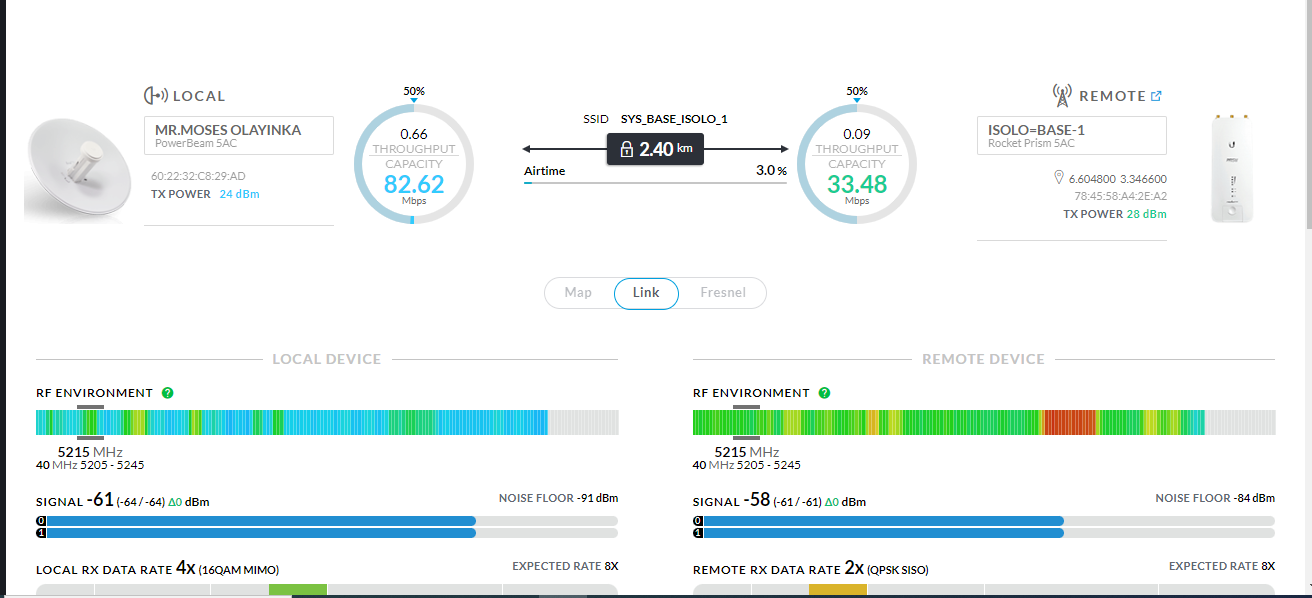 LOCAL
MR.MOSES OLAYINKA
PowerBeam 5AC
60:22:32:C8:29:AD
TX POWER 24 dBm
50%
0.66
THROUGHPUT
CAPACITY
82.62
Mbps
SSID SYS_BASE_ISOLO_1
2.40 km
Airtime 3.0 %
50%
0.09
THROUGHPUT
CAPACITY
33.48
Mbps
REMOTE
ISOLO=BASE-1
Rocket Prism 5AC
6.604800 3.346600
78:45:58:A4:2E:A2
TX POWER 28 dBm
Map Link Fresnel
LOCAL DEVICE
RF ENVIRONMENT ?
5215 MHz
40 MHz 5205 - 5245
SIGNAL -61 (-64 / -64) Δ0 dBm NOISE FLOOR -91 dBm
0
1
LOCAL RX DATA RATE 4x (16QAM MIMO) EXPECTED RATE 8X
REMOTE DEVICE
RF ENVIRONMENT ?
5215 MHz
40 MHz 5205 - 5245
SIGNAL -58 (-61 / -61) Δ0 dBm NOISE FLOOR -84 dBm
0
1
REMOTE RX DATA RATE 2x (QPSK SISO) EXPECTED RATE 8X